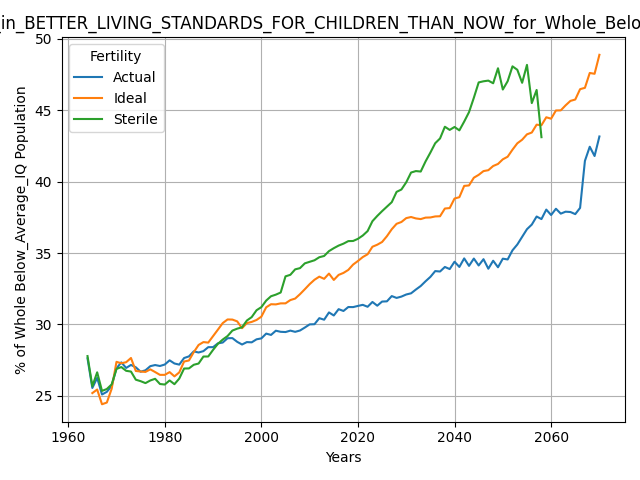 _in_BETTER_LIVING_STANDARDS_FOR_CHILDREN_THAN_NOW_for_Whole_Belo
Fertility
Actual
Ideal
Sterile
% of Whole Below_Average_IQ Population
50
45
40
35
30
25
1960 1980 2000 2020 2040 2060
Years